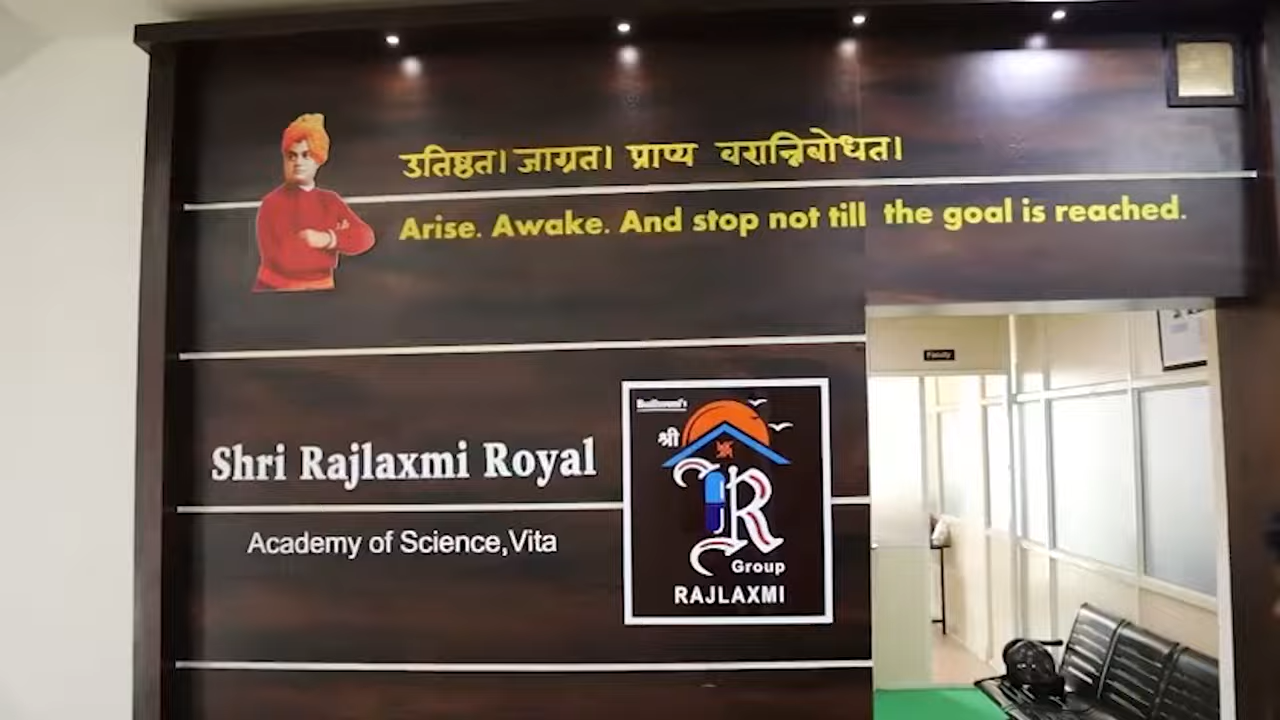 उतिष्ठत। जाग्रत। प्राप्य वरान्निबोधत।
Arise. Awake. And stop not till the goal is reached.
Faculty
श्री
R
Shri Rajlaxmi Royal
Academy of Science,Vita
Group
RAJLAXMI